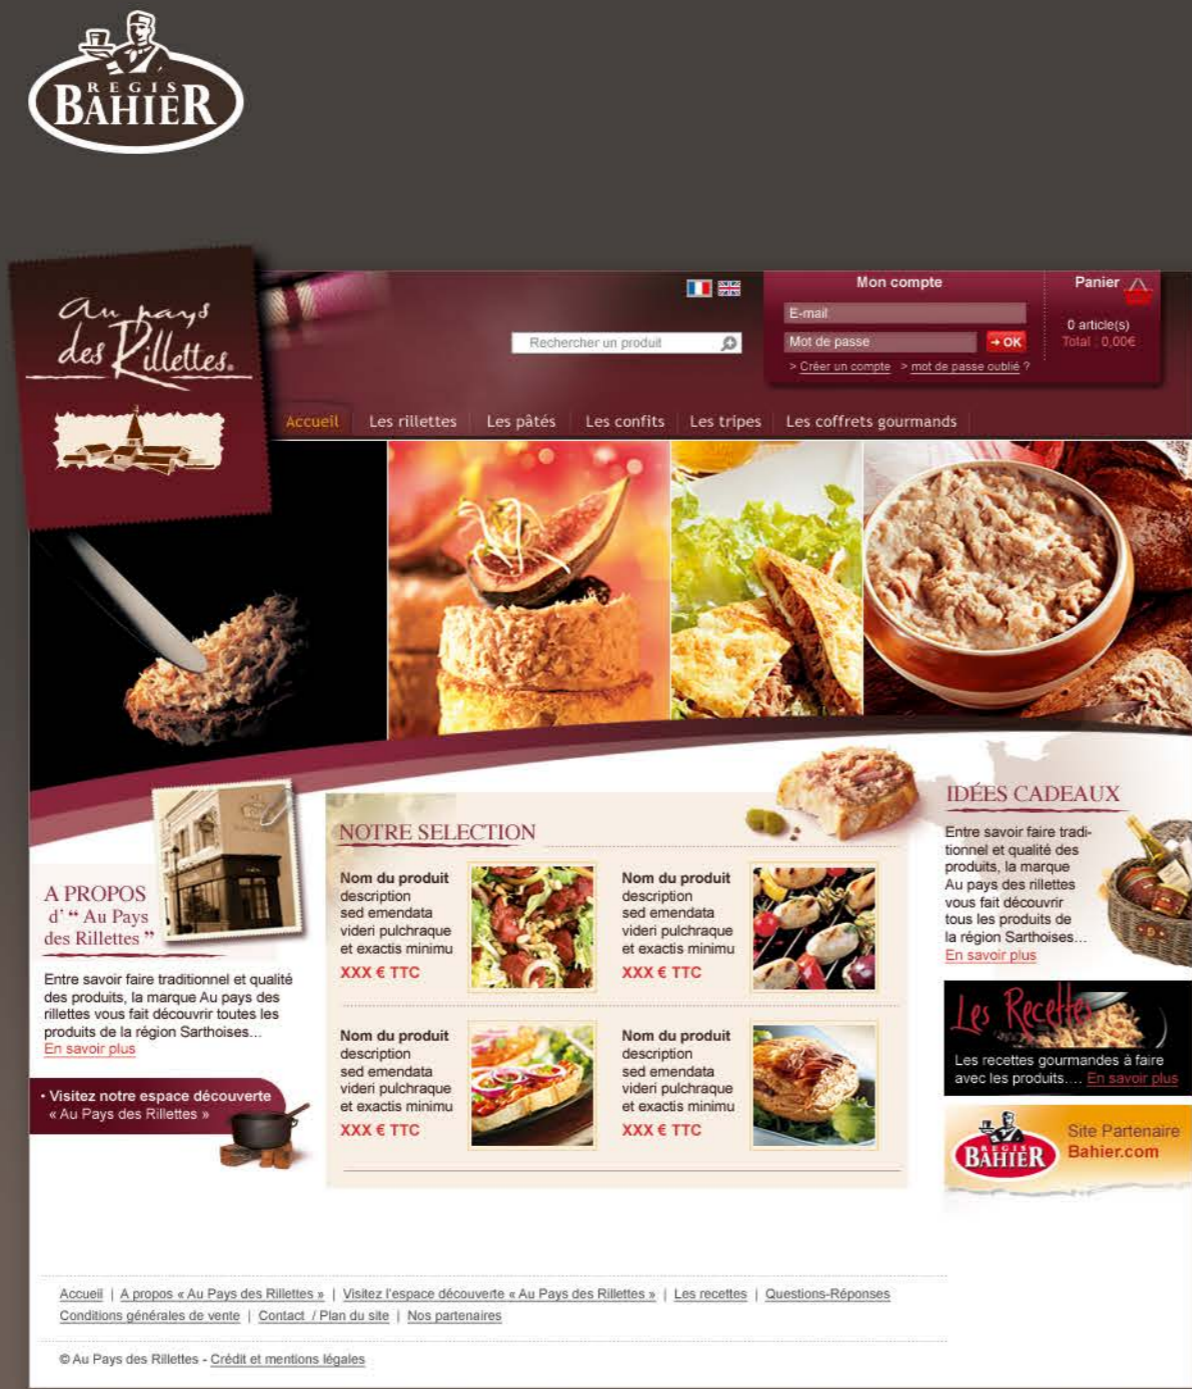 REGIS
BAHIER
Au pays
des Rillettes®
Mon compte
E-mail
Mot de passe
➔ OK
> Créer un compte > mot de passe oublié ?
Panier
0 article(s)
Total : 0,00€
Rechercher un produit
Accueil
Les rillettes
Les pâtés
Les confits
Les tripes
Les coffrets gourmands
A PROPOS
d' “ Au Pays
des Rillettes ”
Entre savoir faire traditionnel et qualité
des produits, la marque Au pays des
rillettes vous fait découvrir toutes les
produits de la région Sarthoises...
En savoir plus
• Visitez notre espace découverte
« Au Pays des Rillettes »
NOTRE SELECTION
Nom du produit
description
sed emendata
videri pulchraque
et exactis minimu
XXX € TTC
Nom du produit
description
sed emendata
videri pulchraque
et exactis minimu
XXX € TTC
Nom du produit
description
sed emendata
videri pulchraque
et exactis minimu
XXX € TTC
Nom du produit
description
sed emendata
videri pulchraque
et exactis minimu
XXX € TTC
IDÉES CADEAUX
Entre savoir faire tradi-
tionnel et qualité des
produits, la marque
Au pays des rillettes
vous fait découvrir
tous les produits de
la région Sarthoises...
En savoir plus
Les Recettes
Les recettes gourmandes à faire
avec les produits.... En savoir plus
REGIS
BAHIER
Site Partenaire
Bahier.com
Accueil | A propos « Au Pays des Rillettes » | Visitez l'espace découverte « Au Pays des Rillettes » | Les recettes | Questions-Réponses
Conditions générales de vente | Contact / Plan du site | Nos partenaires
© Au Pays des Rillettes - Crédit et mentions légales